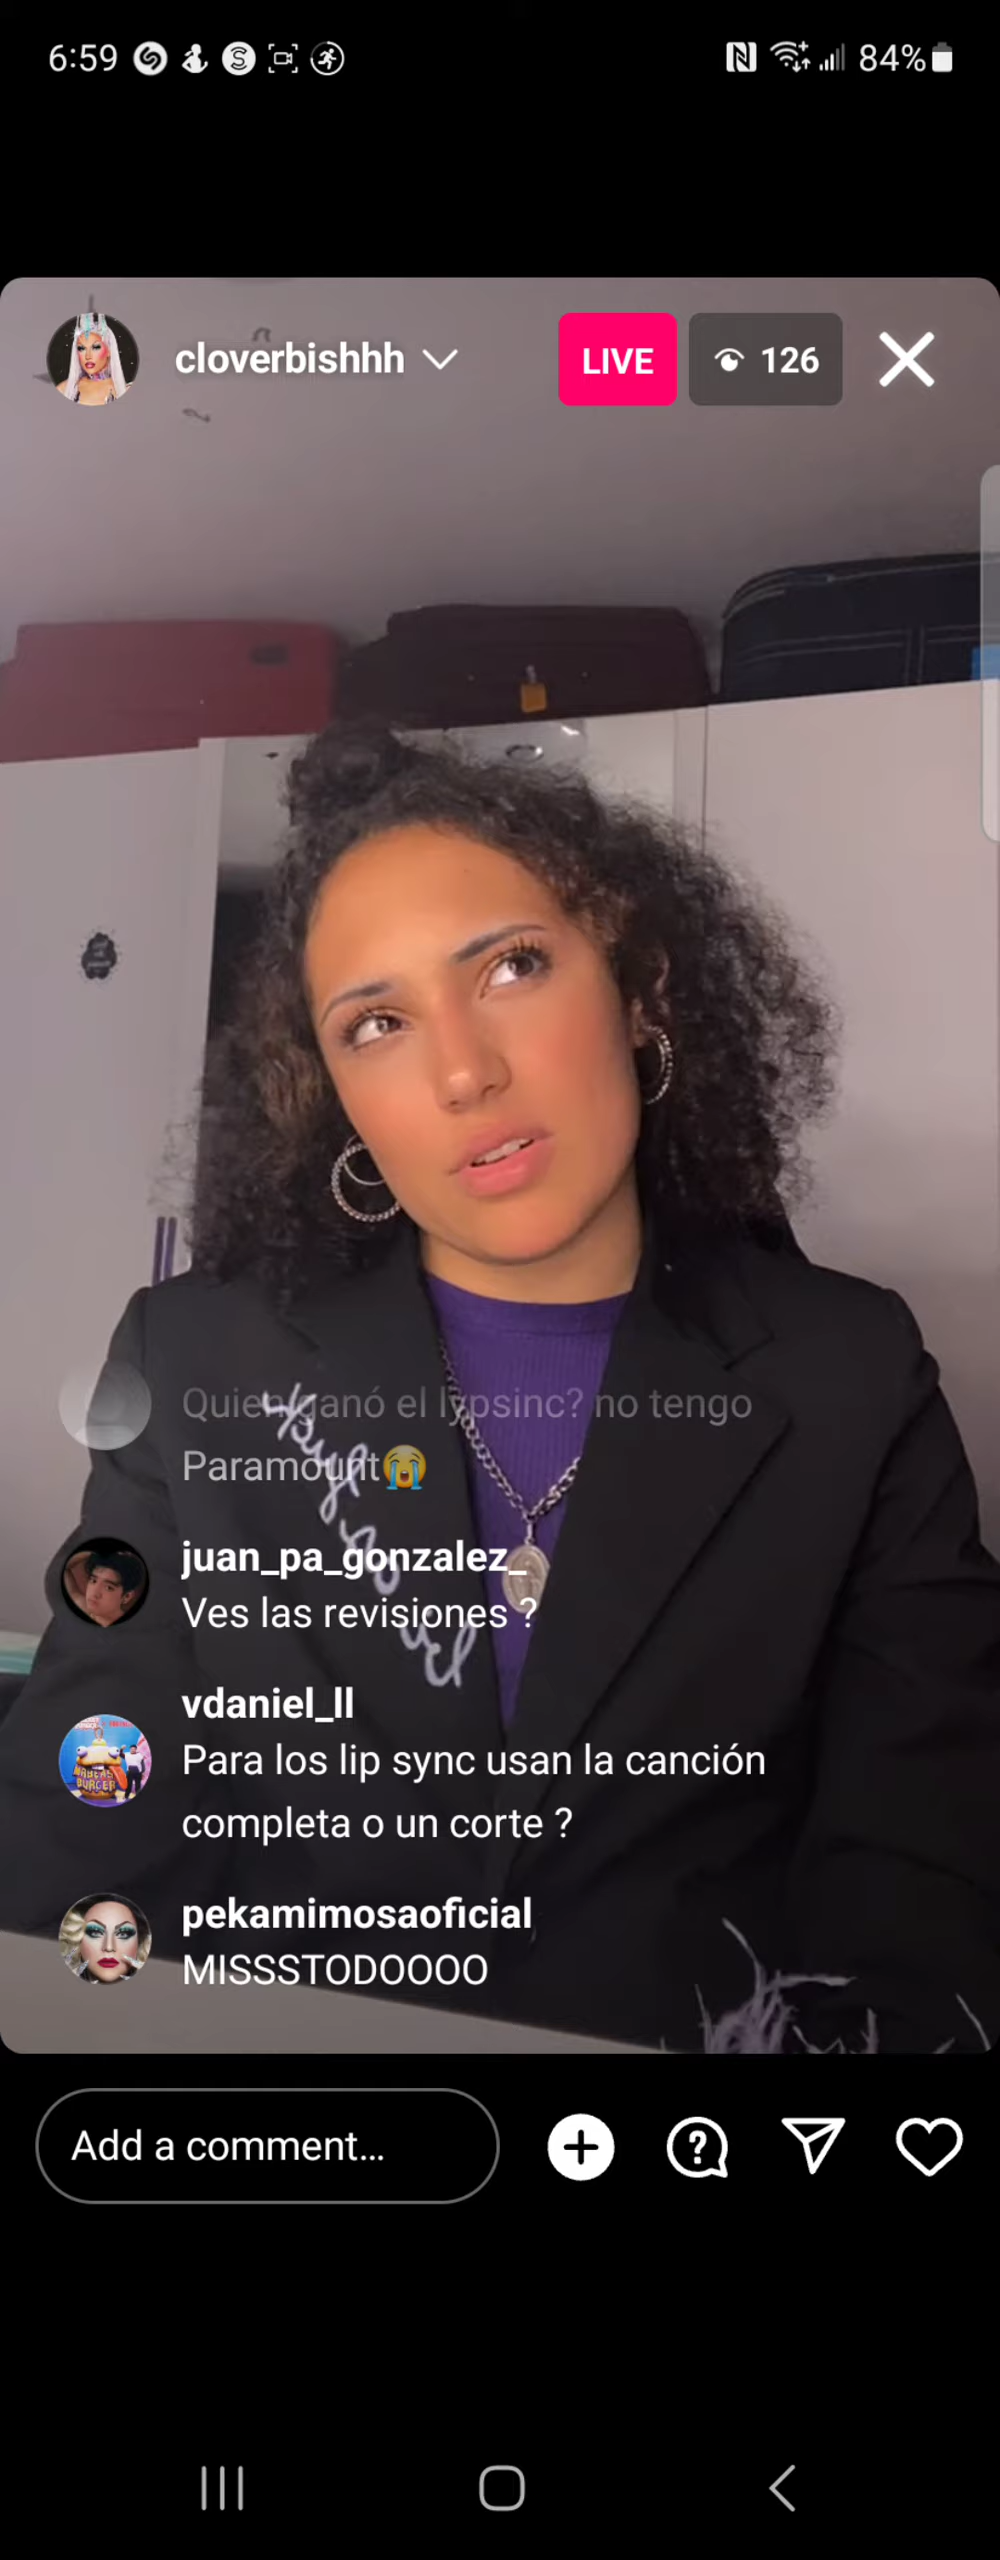 6:59
84%
cloverbishhh
LIVE
126
Quien ganó el lypsinc? no tengo
Paramount😭
juan_pa_gonzalez_
Ves las revisiones ?
vdaniel_ll
Para los lip sync usan la canción
completa o un corte ?
pekamimosaoficial
MISSSTODOOOO
Add a comment...